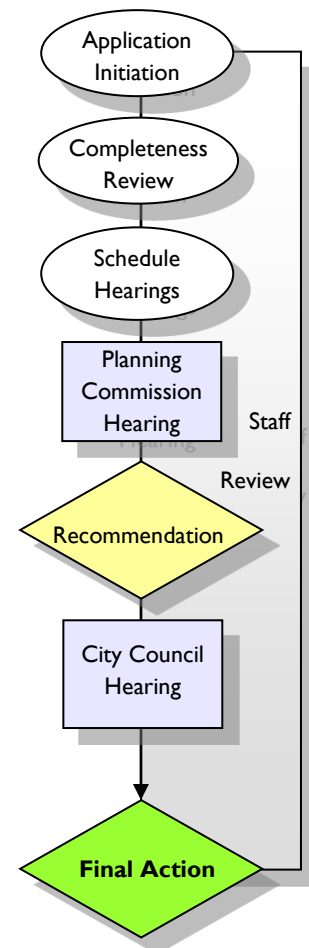 Application
Initiation
Completeness
Review
Schedule
Hearings
Planning
Commission
Hearing
Staff
Review
Recommendation
City Council
Hearing
Final Action